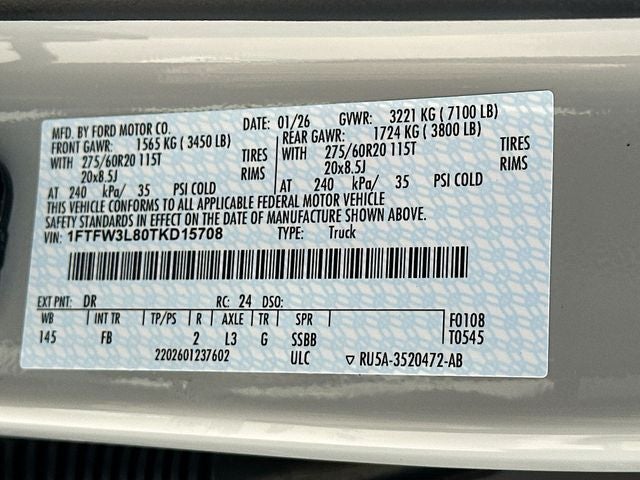 MFD. BY FORD MOTOR CO. DATE: 01/26 GVWR: 3221 KG ( 7100 LB)
FRONT GAWR: 1565 KG ( 3450 LB) REAR GAWR: 1724 KG ( 3800 LB)
WITH 275/60R20 115T TIRES WITH 275/60R20 115T TIRES
20x8.5J RIMS 20x8.5J RIMS
AT 240 kPa/ 35 PSI COLD AT 240 kPa/ 35 PSI COLD
THIS VEHICLE CONFORMS TO ALL APPLICABLE FEDERAL MOTOR VEHICLE
SAFETY STANDARDS IN EFFECT ON THE DATE OF MANUFACTURE SHOWN ABOVE.
VIN: 1FTFW3L80TKD15708 TYPE: Truck
EXT PNT: DR RC: 24 DSO:
WB INT TR TP/PS R AXLE TR SPR F0108
145 FB 2 L3 G SSBB T0545
2202601237602 ULC ▽ RU5A-3520472-AB